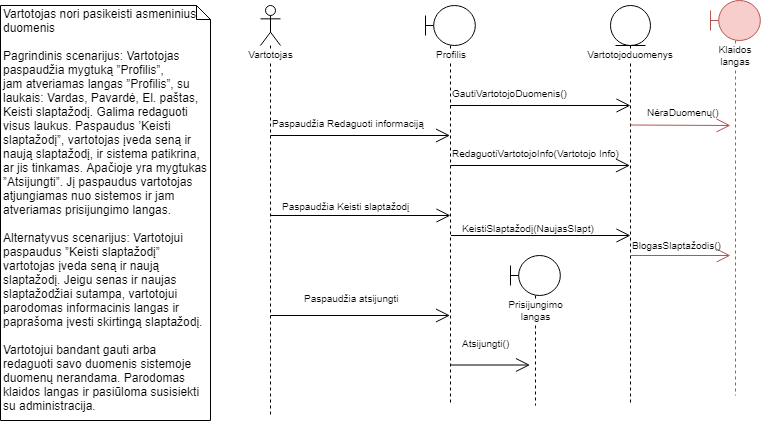 Vartotojas nori pasikeisti asmeninius
duomenis
Pagrindinis scenarijus: Vartotojas
paspaudžia mygtuką ”Profilis”,
jam atveriamas langas ”Profilis”, su
laukais: Vardas, Pavardė, El. paštas,
Keisti slaptažodį. Galima redaguoti
visus laukus. Paspaudus ’Keisti
slaptažodį”, vartotojas įveda seną ir
naują slaptažodį, ir sistema patikrina,
ar jis tinkamas. Apačioje yra mygtukas
”Atsijungti”. Jį paspaudus vartotojas
atjungiamas nuo sistemos ir jam
atveriamas prisijungimo langas.
Alternatyvus scenarijus: Vartotojui
paspaudus ”Keisti slaptažodį”
vartotojas įveda seną ir naują
slaptažodį. Jeigu senas ir naujas
slaptažodžiai sutampa, vartotojui
parodomas informacinis langas ir
paprašoma įvesti skirtingą slaptažodį.
Vartotojui bandant gauti arba
redaguoti savo duomenis sistemoje
duomenų nerandama. Parodomas
klaidos langas ir pasiūloma susisiekti
su administracija.
Vartotojas
Profilis
Vartotojoduomenys
Klaidos
langas
GautiVartotojoDuomenis()
NėraDuomenų()
Paspaudžia Redaguoti informaciją
RedaguotiVartotojoInfo(Vartotojo Info)
Paspaudžia Keisti slaptažodį
KeistiSlaptažodį(NaujasSlapt)
BlogasSlaptažodis()
Paspaudžia atsijungti
Prisijungimo
langas
Atsijungti()